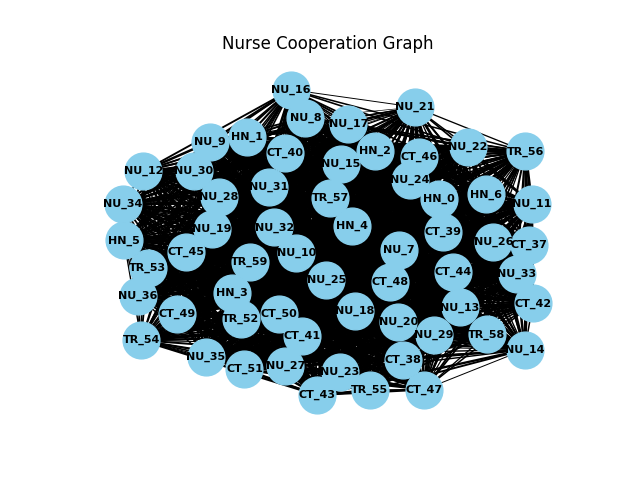 Nurse Cooperation Graph
NU_16
NU_21
NU_8
NU_17
HN_1
NU_9
NU_22
HN_2
TR_56
CT_40
CT_46
NU_15
NU_12
NU_30
NU_24
NU_31
HN_6
NU_28
TR_57
HN_0
NU_34
NU_11
HN_4
NU_32
NU_19
CT_39
HN_5
NU_26
CT_37
NU_7
CT_45
NU_10
TR_59
TR_53
CT_44
NU_33
NU_25
CT_48
HN_3
NU_36
CT_42
NU_13
NU_18
CT_49
CT_50
TR_52
NU_20
TR_58
NU_29
CT_41
TR_54
NU_14
NU_35
CT_38
NU_27
CT_51
NU_23
TR_55
CT_47
CT_43